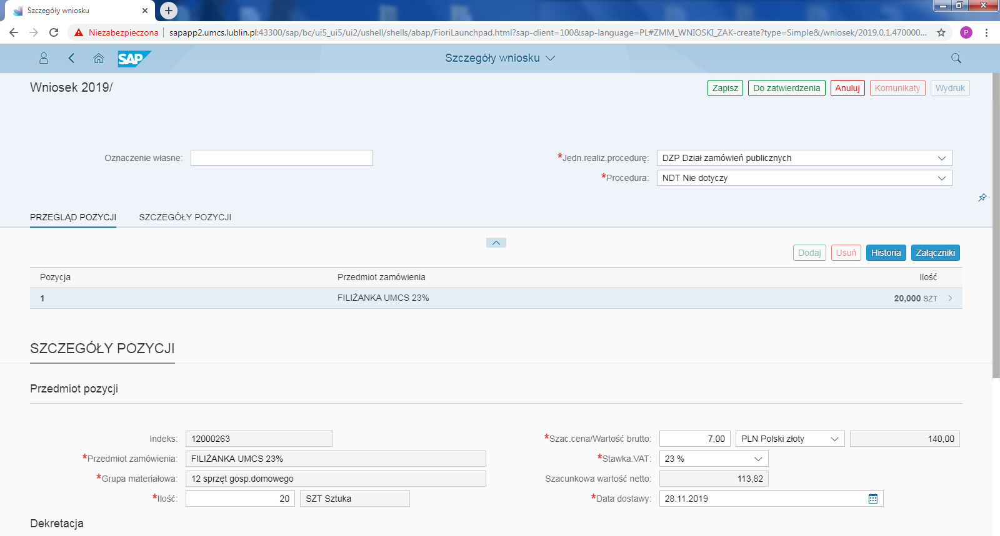 Szczegóły wniosku
Niezabezpieczona
sapapp2.umcs.lublin.pl:43300/sap/bc/ui5_ui5/ui2/ushell/shells/abap/FioriLaunchpad.html?sap-client=100&sap-language=PL#ZMM_WNIOSKI_ZAK-create?type=Simple&/wniosek/2019,0,1,470000...
P
SAP
Szczegóły wniosku
Wniosek 2019/
Zapisz
Do zatwierdzenia
Anuluj
Komunikaty
Wydruk
Oznaczenie własne:
*Jedn.realiz.procedurę: DZP Dział zamówień publicznych
*Procedura: NDT Nie dotyczy
PRZEGLĄD POZYCJI SZCZEGÓŁY POZYCJI
Dodaj Usuń Historia Załączniki
Pozycja Przedmiot zamówienia Ilość
1 FILIŻANKA UMCS 23% 20,000 SZT
SZCZEGÓŁY POZYCJI
Przedmiot pozycji
Indeks: 12000263
*Szac.cena/Wartość brutto: 7,00 PLN Polski złoty 140,00
*Przedmiot zamówienia: FILIŻANKA UMCS 23%
*Stawka.VAT: 23 %
*Grupa materiałowa: 12 sprzęt gosp.domowego
Szacunkowa wartość netto: 113,82
*Ilość: 20 SZT Sztuka
*Data dostawy: 28.11.2019
Dekretacja